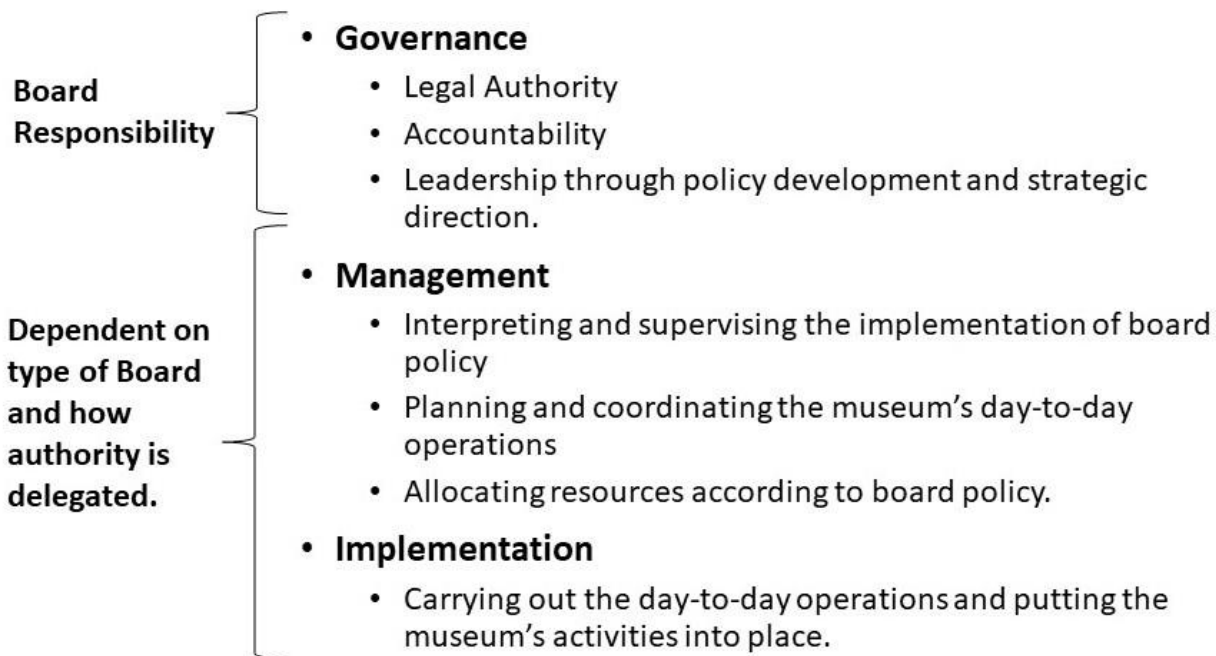 Board
Responsibility
• Governance
• Legal Authority
• Accountability
• Leadership through policy development and strategic
direction.
Dependent on
type of Board
and how
authority is
delegated.
• Management
• Interpreting and supervising the implementation of board
policy
• Planning and coordinating the museum's day-to-day
operations
• Allocating resources according to board policy.
• Implementation
• Carrying out the day-to-day operations and putting the
museum's activities into place.